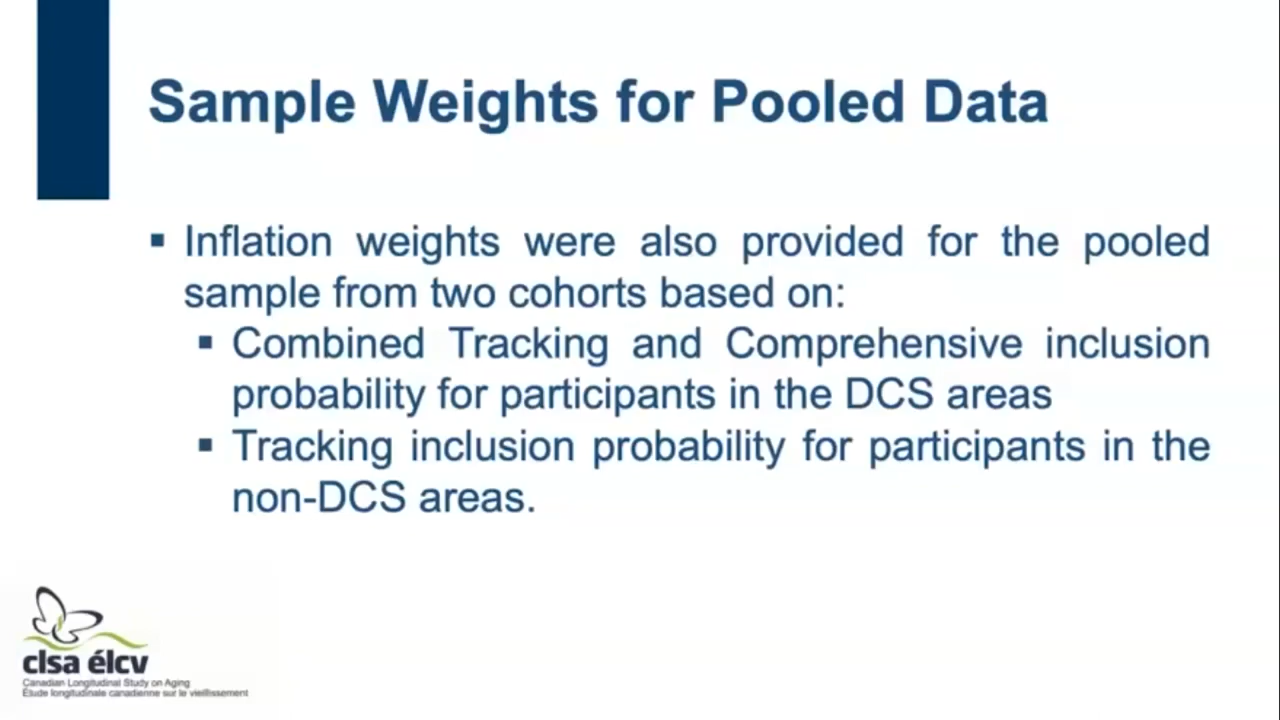 Sample Weights for Pooled Data
▪ Inflation weights were also provided for the pooled
sample from two cohorts based on:
▪ Combined Tracking and Comprehensive inclusion
probability for participants in the DCS areas
▪ Tracking inclusion probability for participants in the
non-DCS areas.
clsa élcv
Canadian Longitudinal Study on Aging
Étude longitudinale canadienne sur le vieillissement